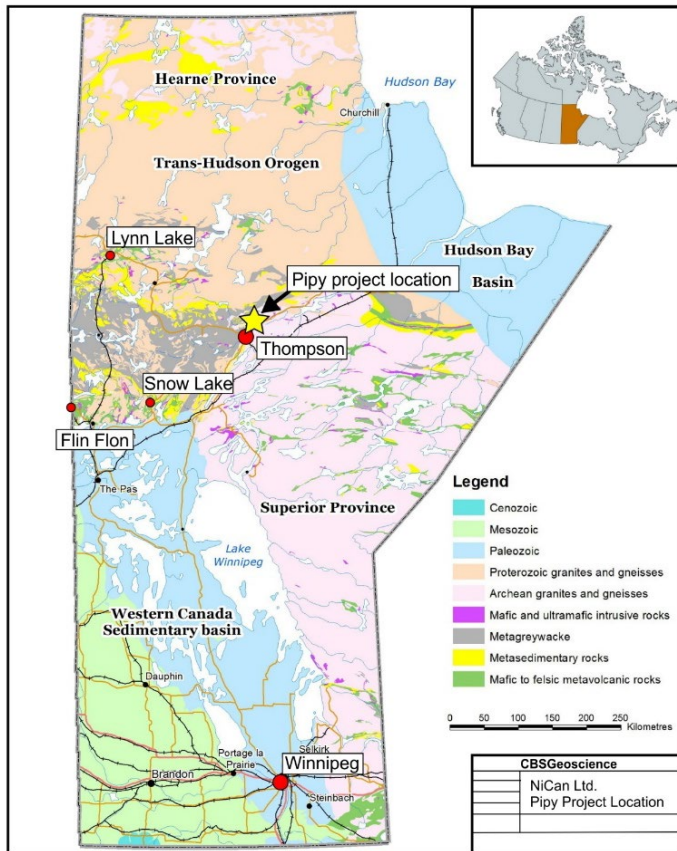 Hearne Province
Hudson Bay
Churchill
Trans-Hudson Orogen
Lynn Lake
Hudson Bay
Basin
Pipy project location
Thompson
Snow Lake
Flin Flon
The Pas
Superior Province
Lake
Winnipeg
Western Canada
Sedimentary basin
Dauphin
Portage la
Prairie
Selkirk
Winnipeg
Brandon
Steinbach
Legend
Cenozoic
Mesozoic
Paleozoic
Proterozoic granites and gneisses
Archean granites and gneisses
Mafic and ultramafic intrusive rocks
Metagreywacke
Metasedimentary rocks
Mafic to felsic metavolcanic rocks
0 50 100 150 200 250
Kilometres
CBSGeoscience
NiCan Ltd.
Pipy Project Location